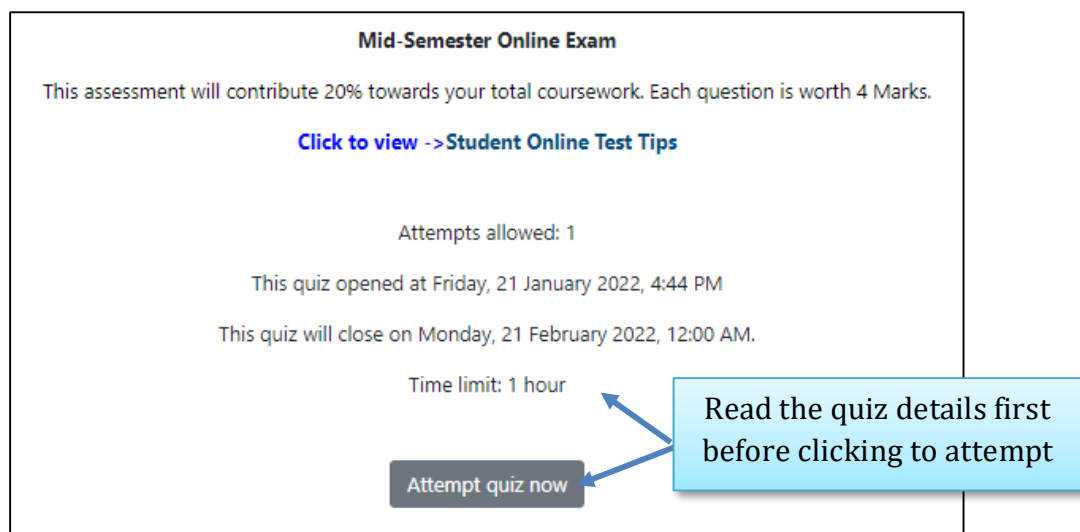 Mid-Semester Online Exam
This assessment will contribute 20% towards your total coursework. Each question is worth 4 Marks.
Click to view ->Student Online Test Tips
Attempts allowed: 1
This quiz opened at Friday, 21 January 2022, 4:44 PM
This quiz will close on Monday, 21 February 2022, 12:00 AM.
Time limit: 1 hour
Read the quiz details first
before clicking to attempt
Attempt quiz now